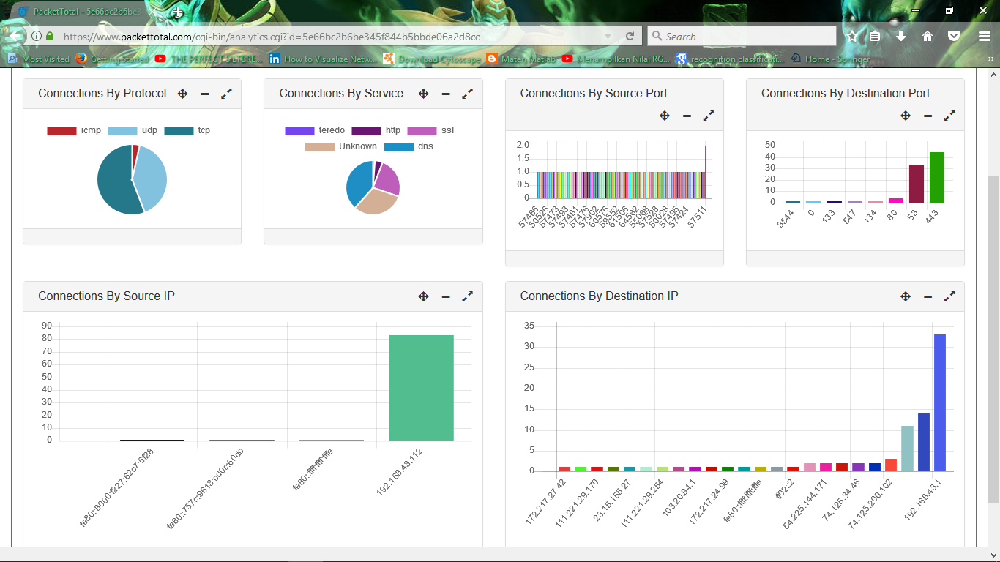 PacketTotal - 5e66bc2b6be3
https://www.packettotal.com/cgi-bin/analytics.cgi?id=5e66bc2b6be345f844b5bbde06a2d8cc
Search
Most Visited Getting Started THE PERFECT SILTBRE... How to Visualize Netw... Download Cytoscape Materi Matlab Menampilkan Nilai RG... recognition classificati... Home - Springer
Connections By Protocol
icmp udp tcp
Connections By Service
teredo http ssl
Unknown dns
Connections By Source Port
2.0
1.5
1.0
0.5
0
57486 50526 57473 57493 57481 57476 57902 60576 59552 61506 64562 55068 57528 50028 57495 57424 57511
Connections By Destination Port
50
40
30
20
10
0
3544 0 133 547 134 80 53 443
Connections By Source IP
90
80
70
60
50
40
30
20
10
0
fe80::8000:f227:62c7:6f28 fe80::757c:9613:cd0c:60dc fe80::ffff:ffff:fffe 192.168.43.112
Connections By Destination IP
35
30
25
20
15
10
5
0
172.217.27.42 111.221.29.170 23.15.155.27 111.221.29.254 103.20.94.1 172.217.24.99 fe80::ffff:ffff:fffe ff02::2 54.225.144.171 74.125.34.46 74.125.200.102 192.168.43.1